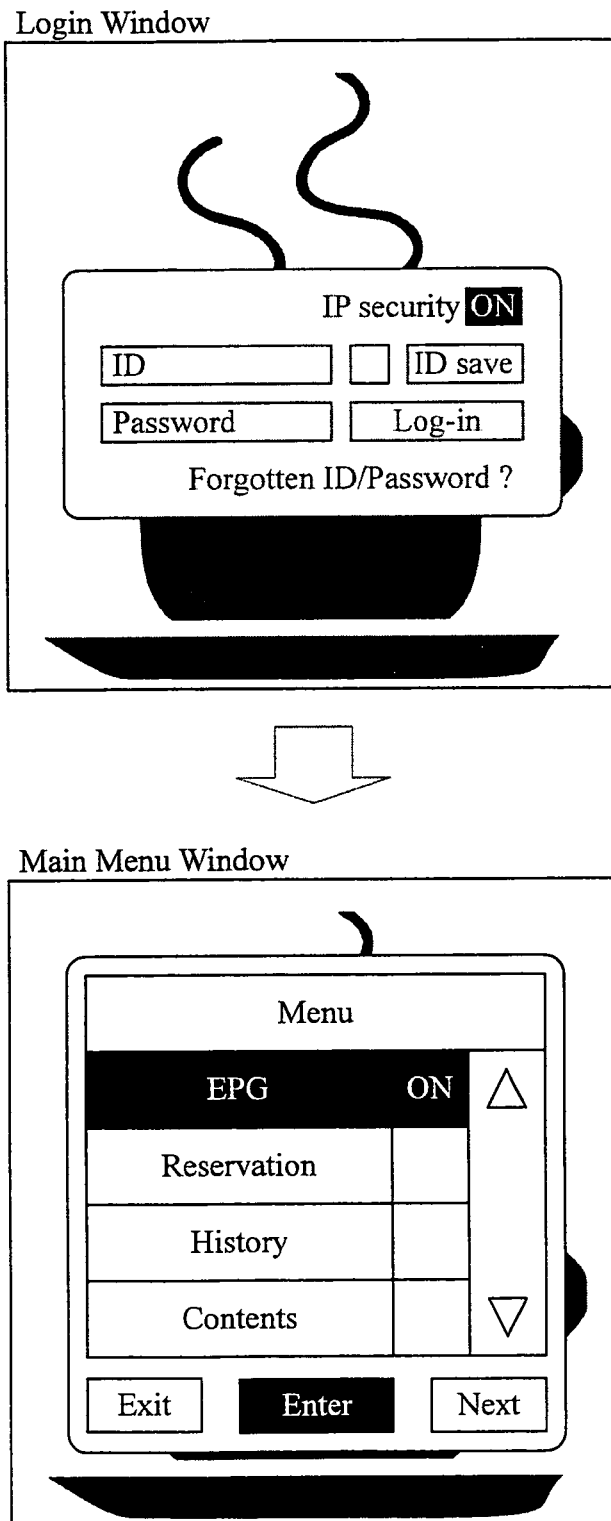 Login Window
IP security ON
ID ID save
Password Log-in
Forgotten ID/Password ?
Main Menu Window
Menu
EPG ON
Reservation
History
Contents
Exit Enter Next